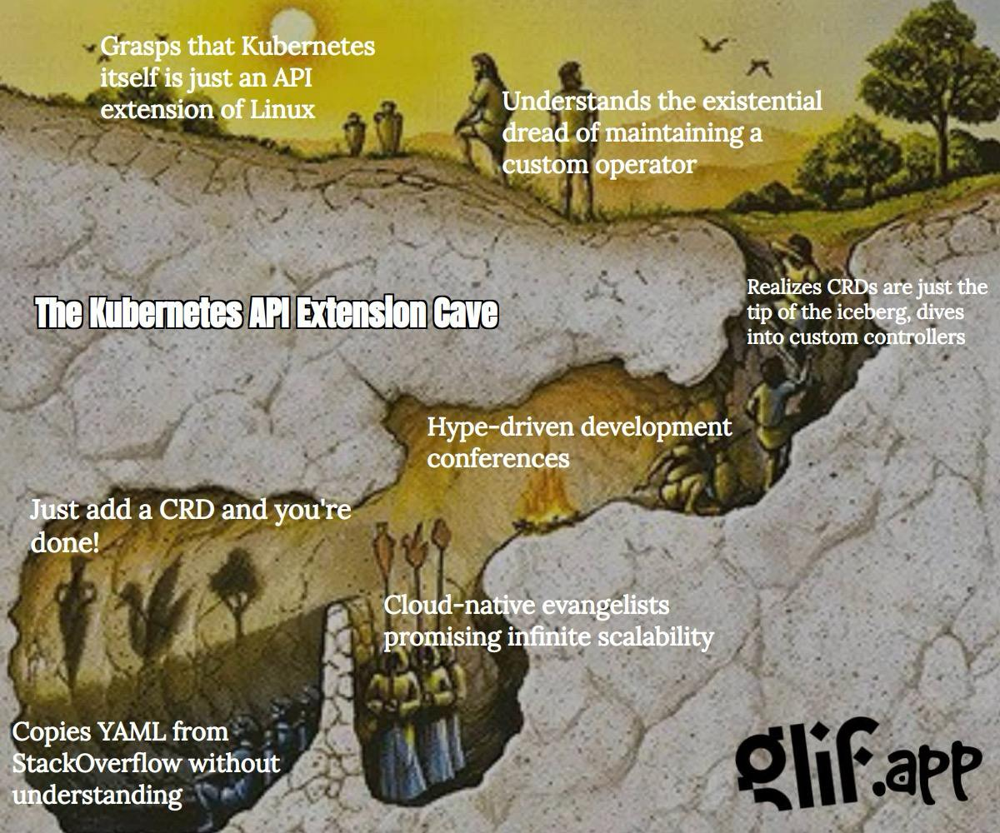 Grasps that Kubernetes
itself is just an API
extension of Linux
Understands the existential
dread of maintaining a
custom operator
Realizes CRDs are just the
tip of the iceberg, dives
into custom controllers
The Kubernetes API Extension Cave
Hype-driven development
conferences
Just add a CRD and you're
done!
Cloud-native evangelists
promising infinite scalability
Copies YAML from
StackOverflow without
understanding
glif.app